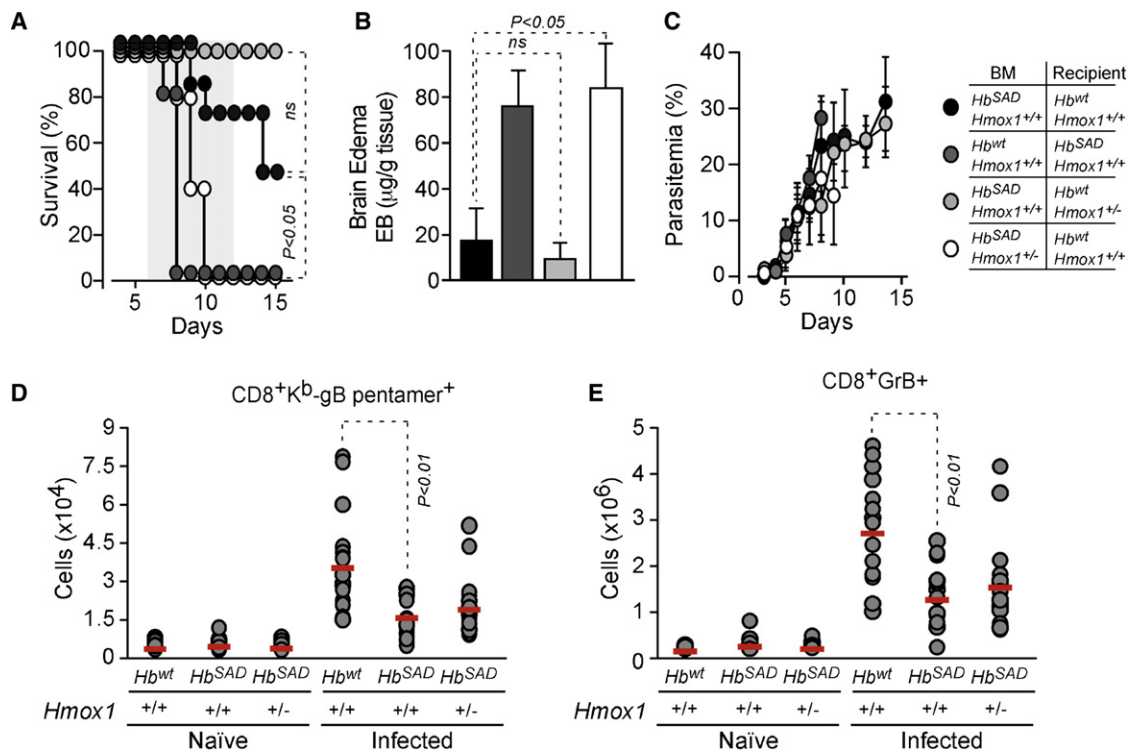 A
Survival (%)
100
80
60
40
20
0
5
10
15
Days
ns
P<0.05
B
Brain Edema
EB (µg/g tissue)
100
80
60
40
20
0
P<0.05
ns
C
Parasitemia (%)
40
30
20
10
0
0
5
10
15
Days
BM Recipient
Hb^SAD Hb^wt
Hmox1^+/+ Hmox1^+/+
Hb^wt Hb^SAD
Hmox1^+/+ Hmox1^+/+
Hb^SAD Hb^wt
Hmox1^+/+ Hmox1^+/-
Hb^SAD Hb^wt
Hmox1^+/- Hmox1^+/+
D
CD8^+K^b-gB pentamer^+
Cells (x10^4)
9
7.5
6
4.5
3
1.5
0
P<0.01
Hb^wt Hb^SAD Hb^SAD Hb^wt Hb^SAD Hb^SAD
Hmox1 +/+ +/+ +/- +/+ +/+ +/-
Naïve Infected
E
CD8^+GrB+
Cells (x10^6)
5
4
3
2
1
0
P<0.01
Hb^wt Hb^SAD Hb^SAD Hb^wt Hb^SAD Hb^SAD
Hmox1 +/+ +/+ +/- +/+ +/+ +/-
Naïve Infected